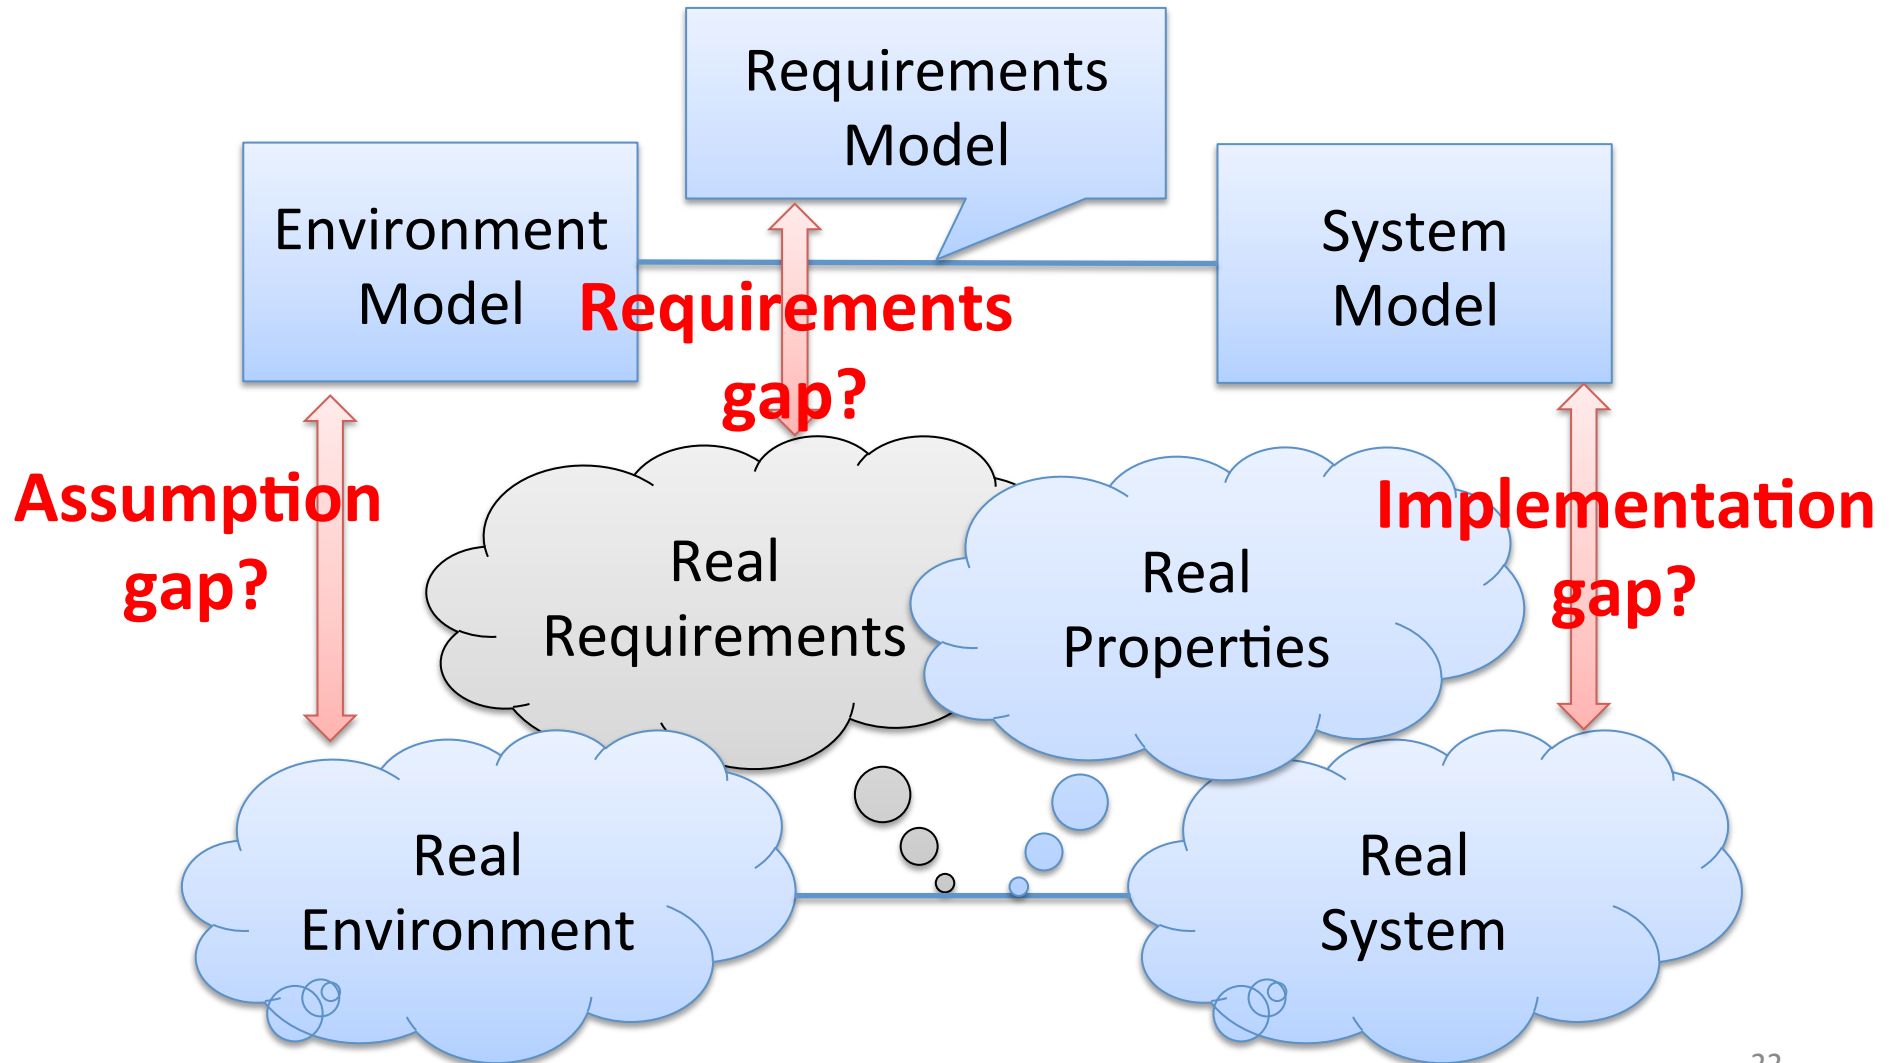 Requirements
Model
Environment
Model
System
Model
Requirements
gap?
Assumption
gap?
Implementation
gap?
Real
Requirements
Real
Properties
Real
Environment
Real
System